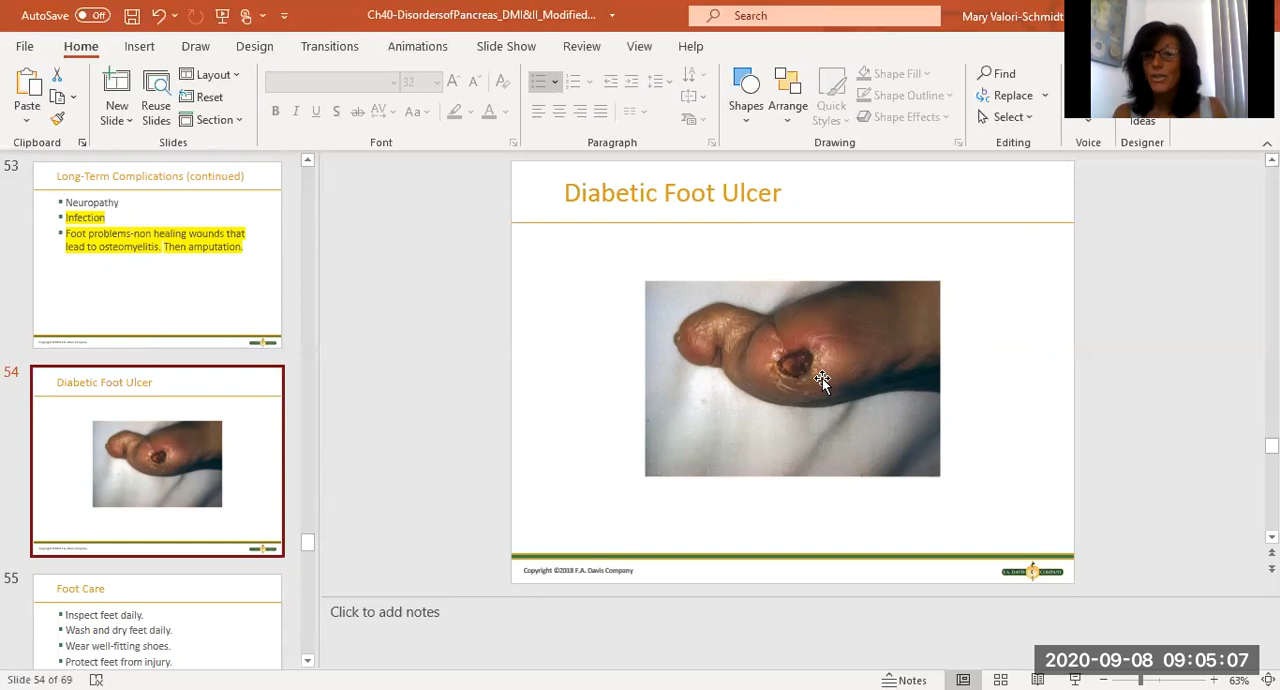 AutoSave Off
Ch40-DisordersofPancreas_DMI&II_Modified...
Search
Mary Valori-Schmidt
File Home Insert Draw Design Transitions Animations Slide Show Review View Help
Paste
New
Slide
Reuse
Slides
Layout
Reset
Section
32
B I U S ab AV Aa A
Shapes
Arrange
Quick
Styles
Shape Fill
Shape Outline
Shape Effects
Find
Replace
Select
Ideas
Clipboard Slides Font Paragraph Drawing Editing Voice Designer
53
Long-Term Complications (continued)
Neuropathy
Infection
Foot problems-non healing wounds that
lead to osteomyelitis. Then amputation.
54
Diabetic Foot Ulcer
55
Foot Care
Inspect feet daily.
Wash and dry feet daily.
Wear well-fitting shoes.
Protect feet from injury.
Diabetic Foot Ulcer
Copyright ©2018 F.A. Davis Company
F.A. DAVIS COMPANY
Click to add notes
2020-09-08 09:05:07
Slide 54 of 69
Notes
63%